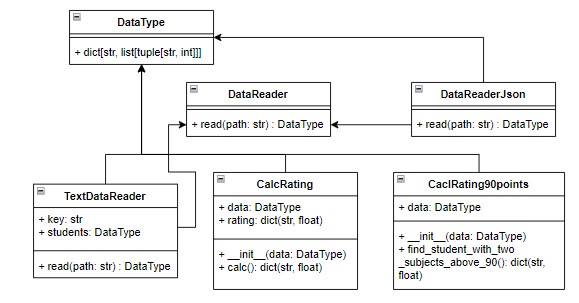 DataType
+ dict[str, list[tuple[str, int]]]
DataReader
+ read(path: str) : DataType
DataReaderJson
+ read(path: str) : DataType
TextDataReader
+ key: str
+ students: DataType
+ read(path: str) : DataType
CalcRating
+ data: DataType
+ rating: dict(str, float)
+ __init__(data: DataType)
+ calc(): dict(str, float)
CaclRating90points
+ data: DataType
+ __init__(data: DataType)
+ find_student_with_two
_subjects_above_90(): dict(str,
float)